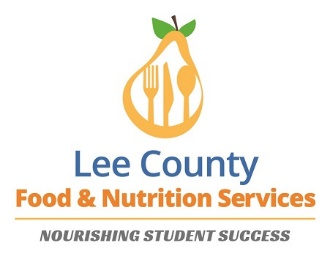 Lee County
Food & Nutrition Services
NOURISHING STUDENT SUCCESS